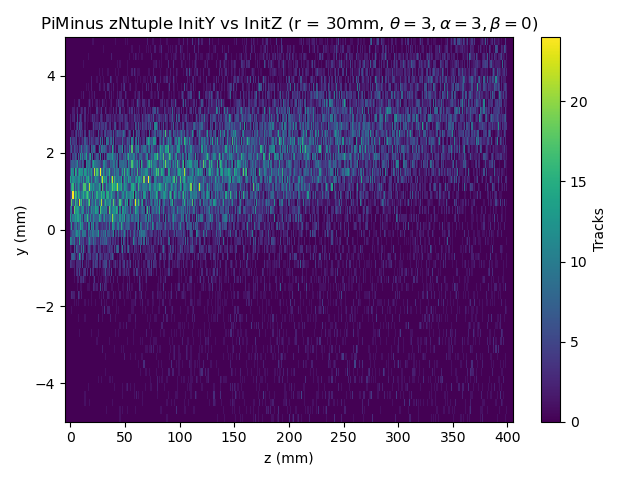 PiMinus zNtuple InitY vs InitZ (r = 30mm, θ = 3, α = 3, β = 0)
4
2
0
−2
−4
y (mm)
0 50 100 150 200 250 300 350 400
z (mm)
20
15
10
5
0
Tracks